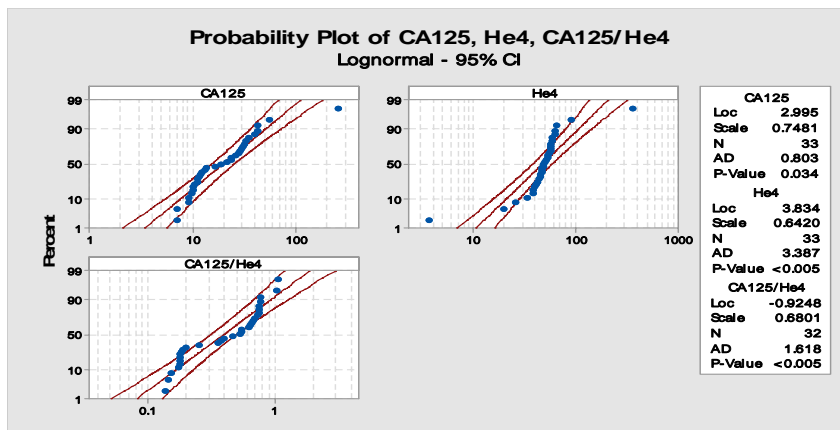 Probability Plot of CA125, He4, CA125/He4
Lognormal - 95% CI
CA125
99
90
50
10
1
1 10 100
He4
99
90
50
10
1
10 100 1000
Percent
CA125/He4
99
90
50
10
1
0.1 1
CA125
Loc 2.995
Scale 0.7481
N 33
AD 0.803
P-Value 0.034
He4
Loc 3.834
Scale 0.6420
N 33
AD 3.387
P-Value <0.005
CA125/He4
Loc -0.9248
Scale 0.6801
N 32
AD 1.618
P-Value <0.005